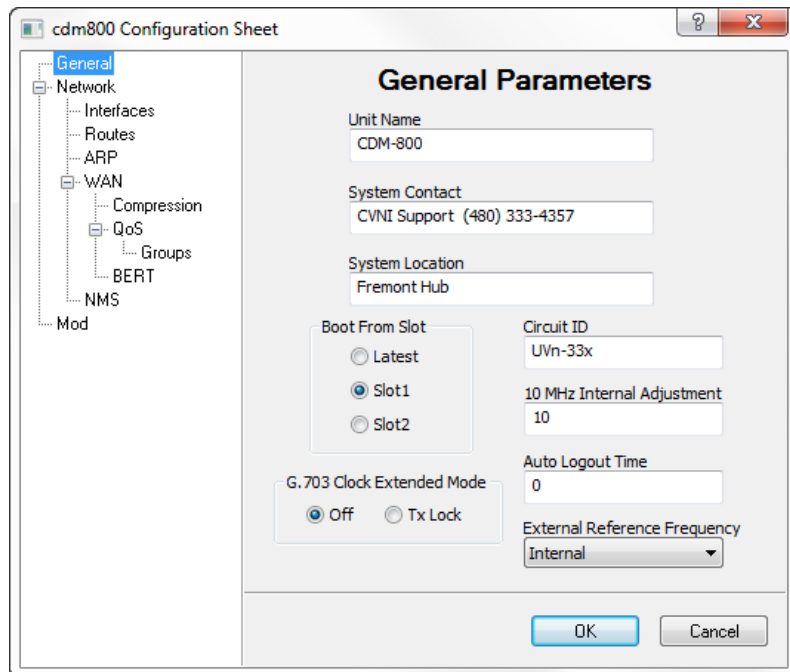 cdm800 Configuration Sheet
General
Network
Interfaces
Routes
ARP
WAN
Compression
QoS
Groups
BERT
NMS
Mod
General Parameters
Unit Name
CDM-800
System Contact
CVNI Support  (480) 333-4357
System Location
Fremont Hub
Boot From Slot
Latest
Slot1
Slot2
G.703 Clock Extended Mode
Off
Tx Lock
Circuit ID
UVn-33x
10 MHz Internal Adjustment
10
Auto Logout Time
0
External Reference Frequency
Internal
OK
Cancel